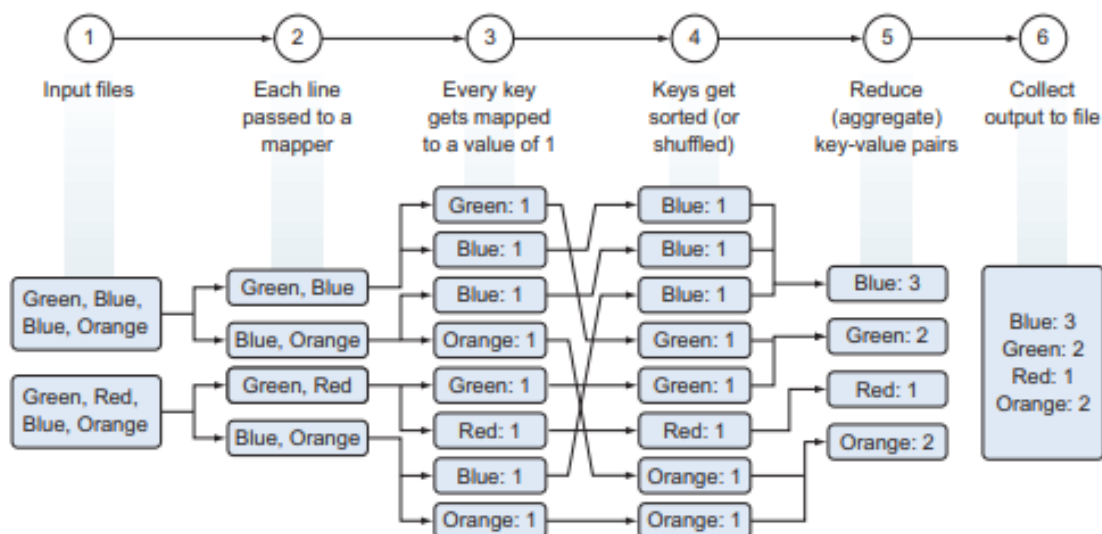 1
2
3
4
5
6
Input files
Each line
passed to a
mapper
Every key
gets mapped
to a value of 1
Keys get
sorted (or
shuffled)
Reduce
(aggregate)
key-value pairs
Collect
output to file
Green, Blue,
Blue, Orange
Green, Red,
Blue, Orange
Green, Blue
Blue, Orange
Green, Red
Blue, Orange
Green: 1
Blue: 1
Blue: 1
Orange: 1
Green: 1
Red: 1
Blue: 1
Orange: 1
Blue: 1
Blue: 1
Blue: 1
Green: 1
Green: 1
Red: 1
Orange: 1
Orange: 1
Blue: 3
Green: 2
Red: 1
Orange: 2
Blue: 3
Green: 2
Red: 1
Orange: 2